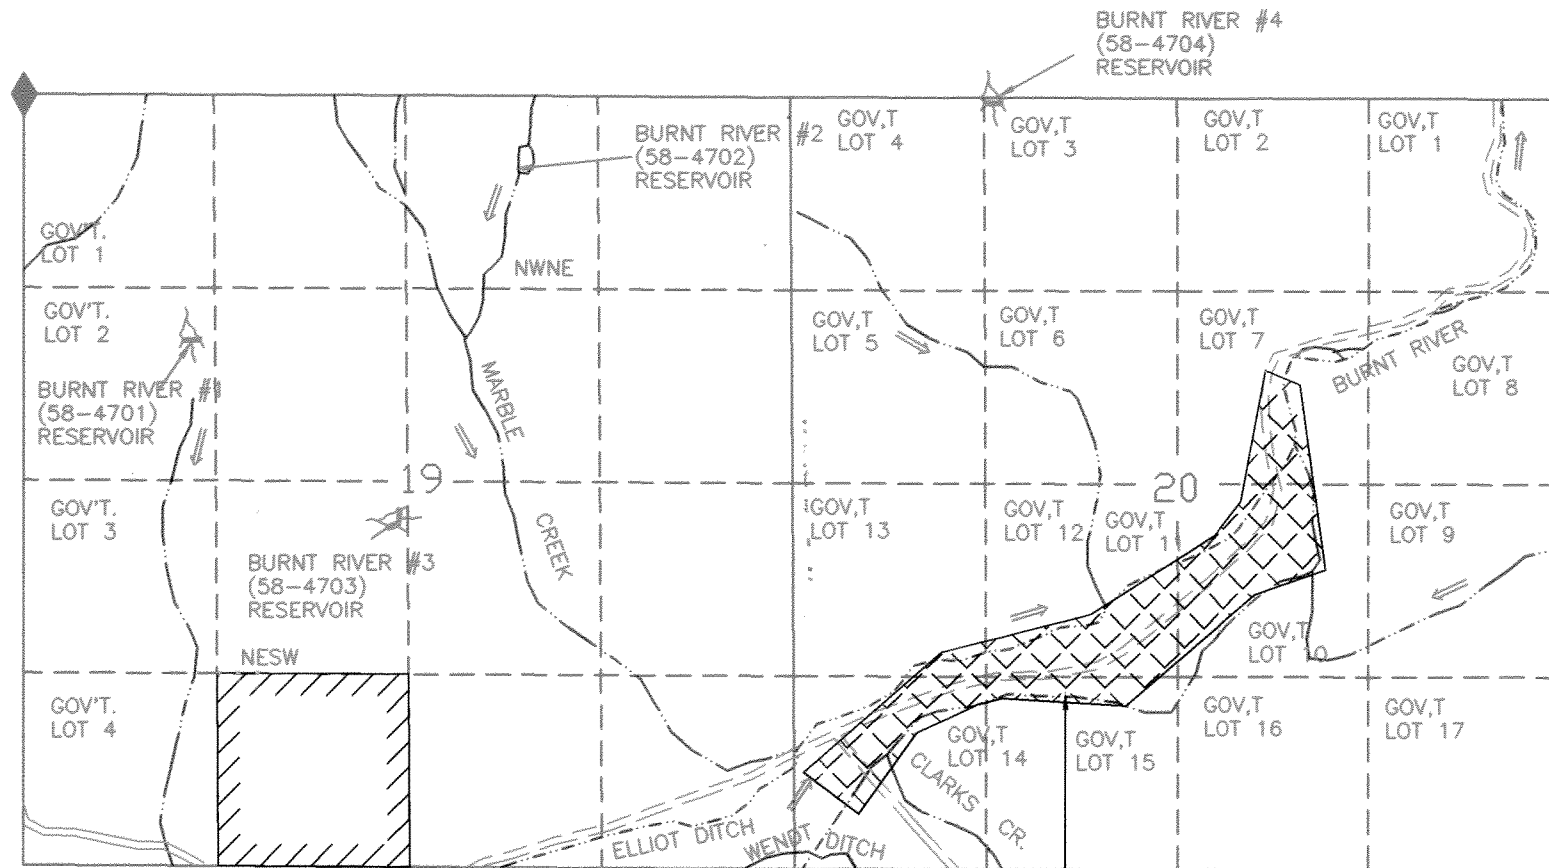 BURNT RIVER #4
(58-4704)
RESERVOIR
BURNT RIVER #2
(58-4702)
RESERVOIR
GOV,T
LOT 4
GOV,T
LOT 3
GOV,T
LOT 2
GOV,T
LOT 1
GOV'T.
LOT 1
NWNE
GOV'T.
LOT 2
GOV,T
LOT 5
GOV,T
LOT 6
GOV,T
LOT 7
BURNT RIVER
GOV,T
LOT 8
BURNT RIVER #1
(58-4701)
RESERVOIR
MARBLE
CREEK
19
20
GOV'T.
LOT 3
GOV,T
LOT 13
GOV,T
LOT 12
GOV,T
LOT 11
GOV,T
LOT 9
BURNT RIVER #3
(58-4703)
RESERVOIR
NESW
GOV,T
LOT 10
GOV'T.
LOT 4
GOV,T
LOT 14
GOV,T
LOT 15
GOV,T
LOT 16
GOV,T
LOT 17
CLARKS CR.
ELLIOT DITCH
WENDT DITCH